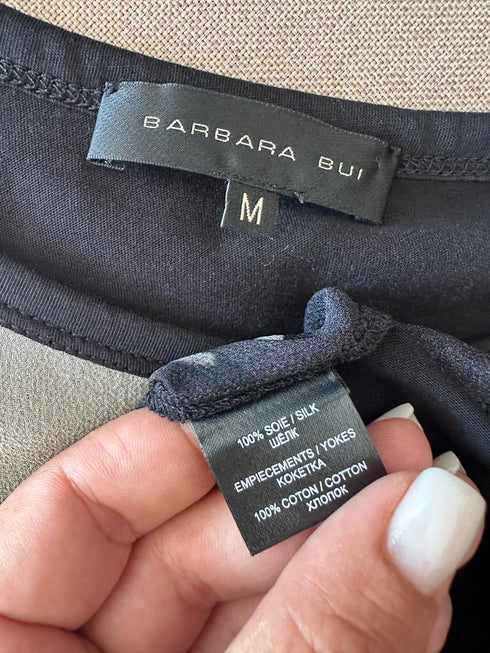 BARBARA BUI
M
100% SOIE / SILK
ШЁЛК
EMPIECEMENTS / YOKES
КОКЕТКА
100% COTON / COTTON
ХЛОПОК